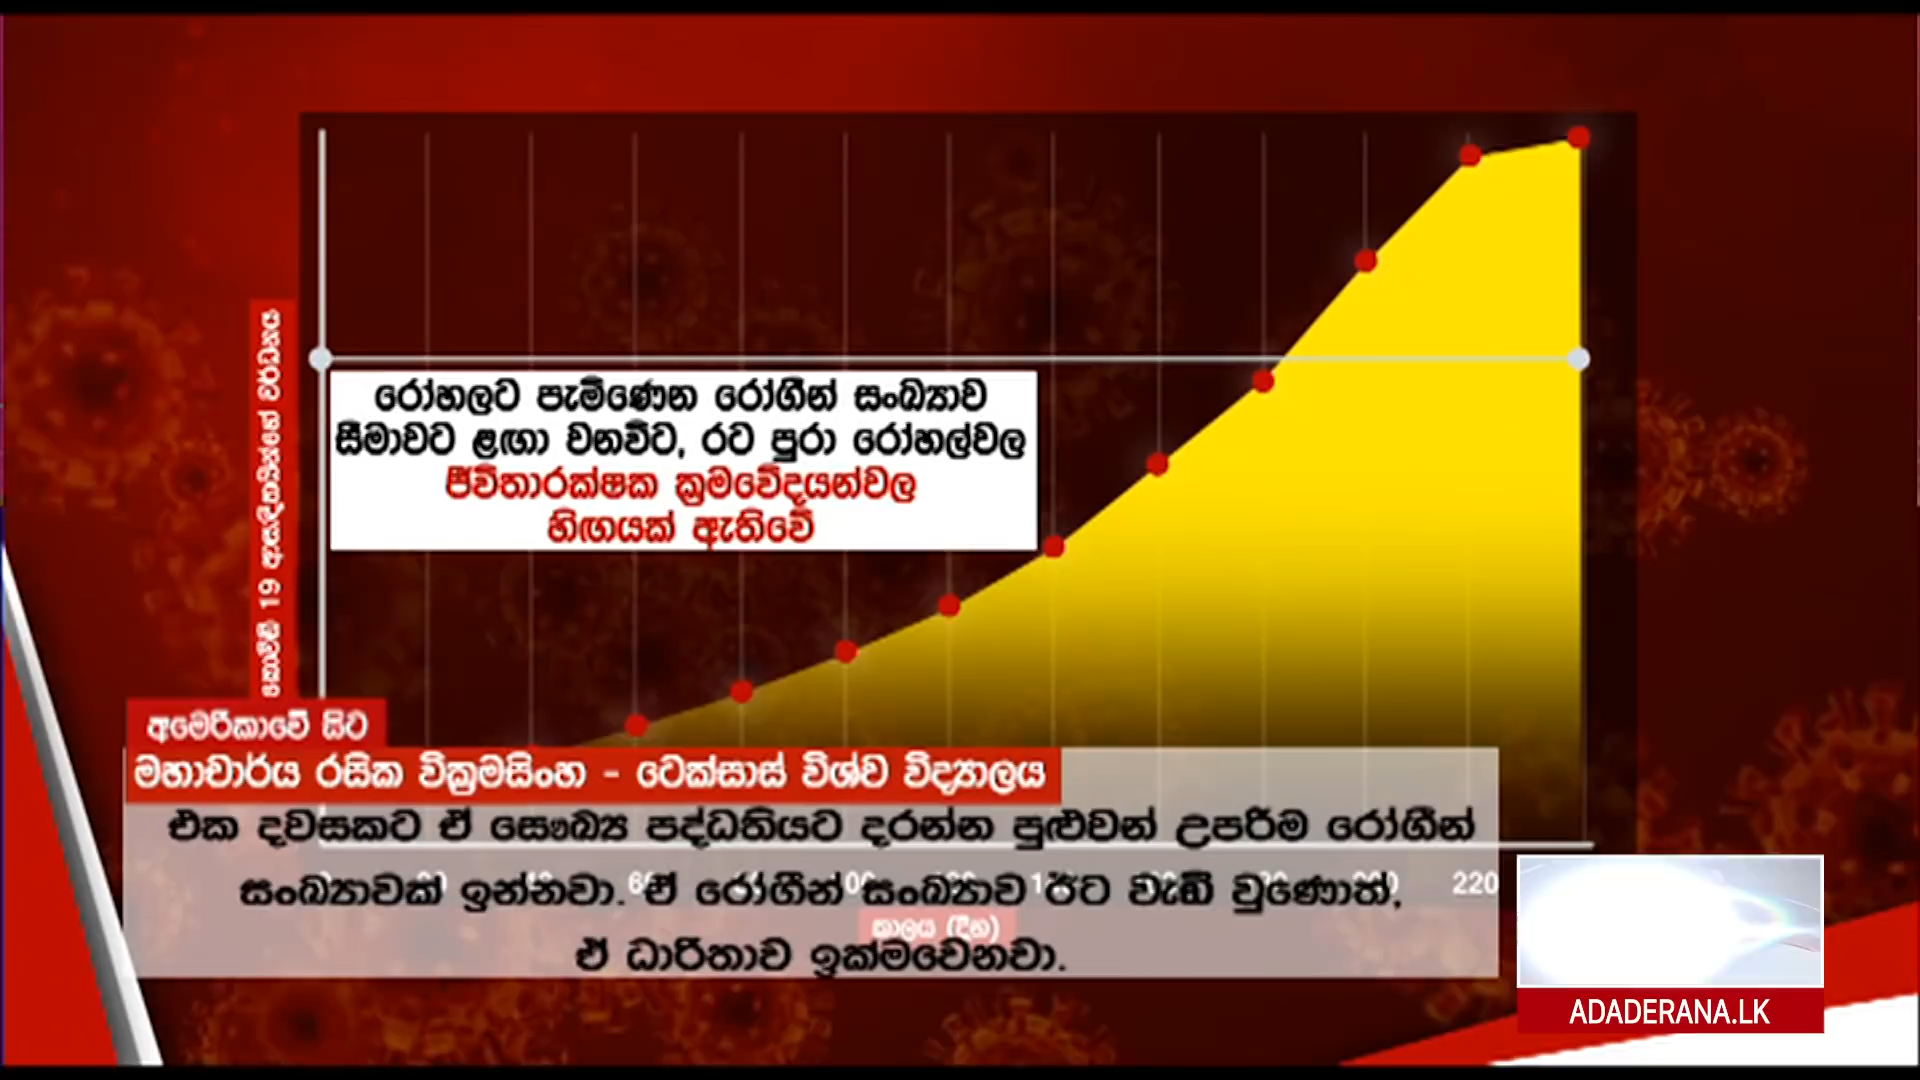 කොවිඩ් 19 ආසාදිතයින්ගේ වර්ධනය
රෝහලට පැමිණෙන රෝගීන් සංඛ්‍යාව
සීමාවට ළඟා වනවිට, රට පුරා රෝහල්වල
ජීවිතාරක්ෂක ක්‍රමවේදයන්වල
හිඟයක් ඇතිවේ
අමෙරිකාවේ සිට
මහාචාර්ය රසික වික්‍රමසිංහ - ටෙක්සාස් විශ්ව විද්‍යාලය
එක දවසකට ඒ සෞඛ්‍ය පද්ධතියට දරන්න පුළුවන් උපරිම රෝගීන්
සංඛ්‍යාවක් ඉන්නවා. ඒ රෝගීන් සංඛ්‍යාව ඊට වැඩි වුණොත්,
ඒ ධාරිතාව ඉක්මවෙනවා.
220
කාලය (දින)
ADADERANA.LK